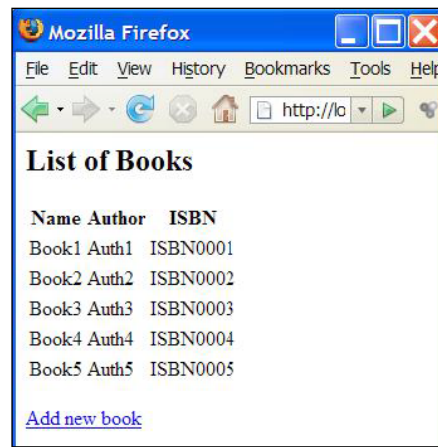 Mozilla Firefox
File Edit View History Bookmarks Tools Help
http://lo
List of Books
Name Author ISBN
Book1 Auth1 ISBN0001
Book2 Auth2 ISBN0002
Book3 Auth3 ISBN0003
Book4 Auth4 ISBN0004
Book5 Auth5 ISBN0005
Add new book